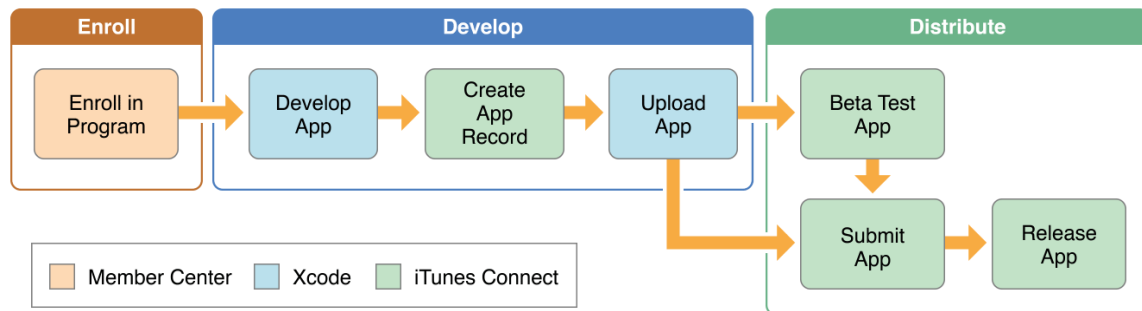 Enroll
Develop
Distribute
Enroll in
Program
Develop
App
Create
App
Record
Upload
App
Beta Test
App
Submit
App
Release
App
Member Center
Xcode
iTunes Connect